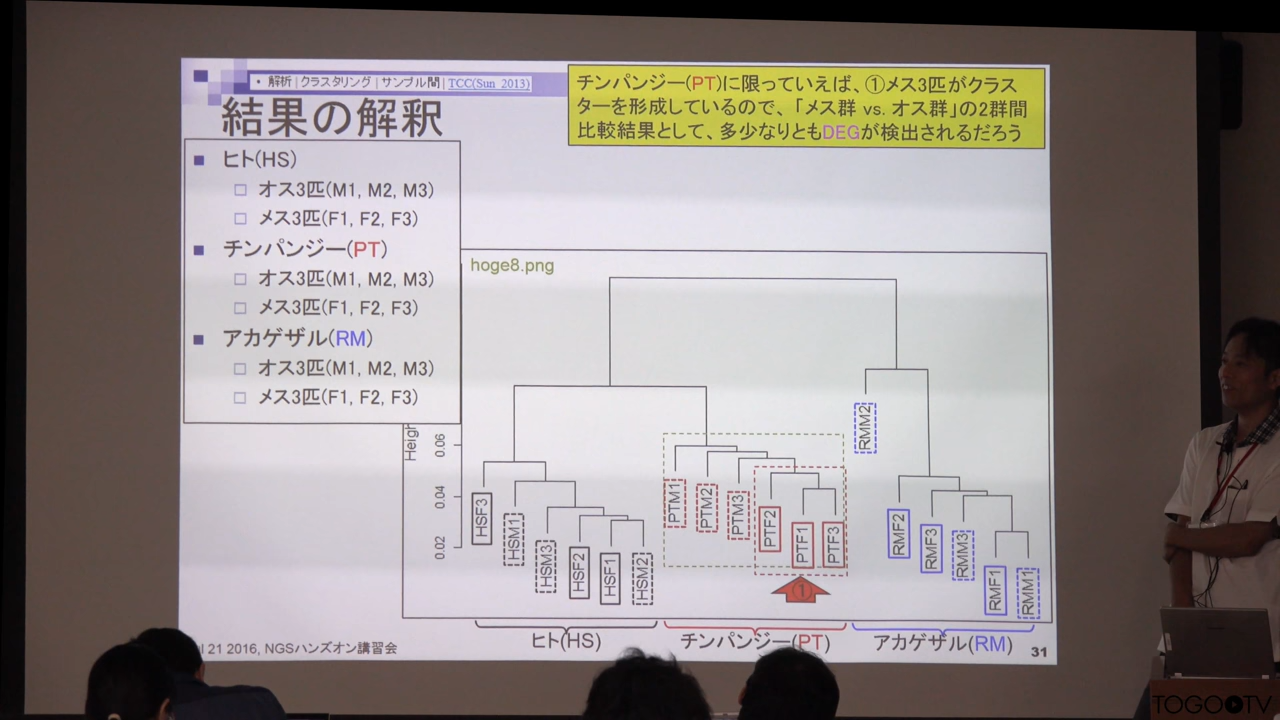 • 解析 | クラスタリング | サンプル間 | TCC(Sun_2013)
結果の解釈
チンパンジー(PT)に限っていえば、①メス3匹がクラス
ターを形成しているので、「メス群 vs. オス群」の2群間
比較結果として、多少なりともDEGが検出されるだろう
ヒト(HS)
オス3匹(M1, M2, M3)
メス3匹(F1, F2, F3)
チンパンジー(PT)
オス3匹(M1, M2, M3)
メス3匹(F1, F2, F3)
アカゲザル(RM)
オス3匹(M1, M2, M3)
メス3匹(F1, F2, F3)
hoge8.png
0.06
0.04
0.02
HSF3
HSM1
HSM3
HSF2
HSF1
HSM2
PTM1
PTM2
PTM3
PTF2
PTF1
PTF3
RMM2
RMF2
RMF3
RMM3
RMF1
RMM1
①
ヒト(HS)
チンパンジー(PT)
アカゲザル(RM)
21 2016, NGSハンズオン講習会
31
TOGOTV